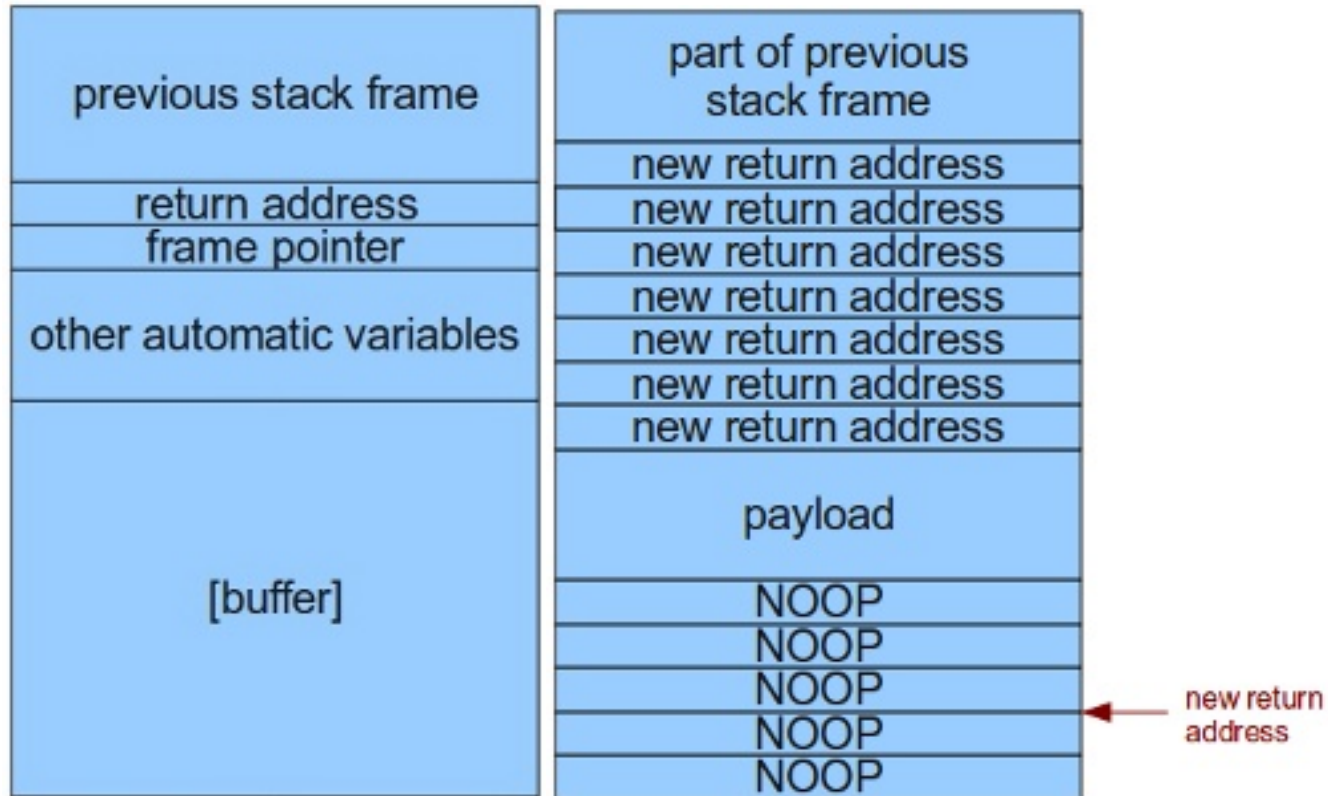 previous stack frame
return address
frame pointer
other automatic variables
[buffer]
part of previous
stack frame
new return address
new return address
new return address
new return address
new return address
new return address
new return address
payload
NOOP
NOOP
NOOP
NOOP
NOOP
new return
address